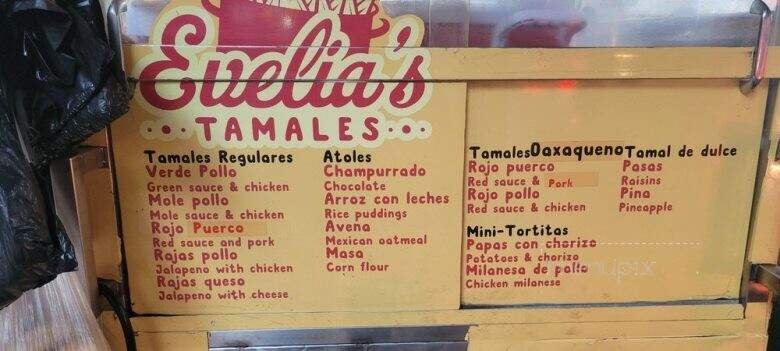 Evelia's
TAMALES
Tamales Regulares
Verde Pollo
Green sauce & chicken
Mole pollo
Mole sauce & chicken
Rojo Puerco
Red sauce and pork
Rajas pollo
Jalapeno with chicken
Rajas queso
Jalapeno with cheese
Atoles
Champurrado
Chocolate
Arroz con leches
Rice puddings
Avena
Mexican oatmeal
Masa
Corn flour
Tamales Oaxaqueno
Rojo puerco
Red sauce & Pork
Rojo pollo
Red sauce & chicken
Tamal de dulce
Pasas
Raisins
Pina
Pineapple
Mini-Tortitas
Papas con chorizo
Potatoes & chorizo
Milanesa de pollo
Chicken milanese